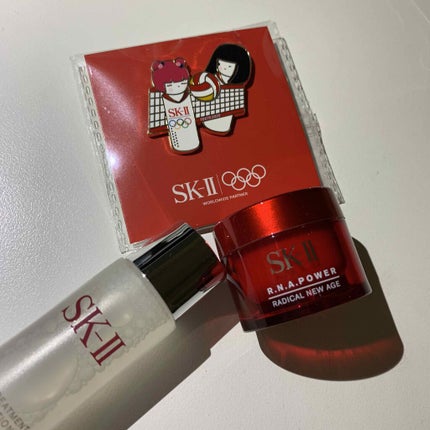 SK-II
SK-II
WORLDWIDE PARTNER
SK-II
R.N.A. POWER
RADICAL NEW AGE
SK-II